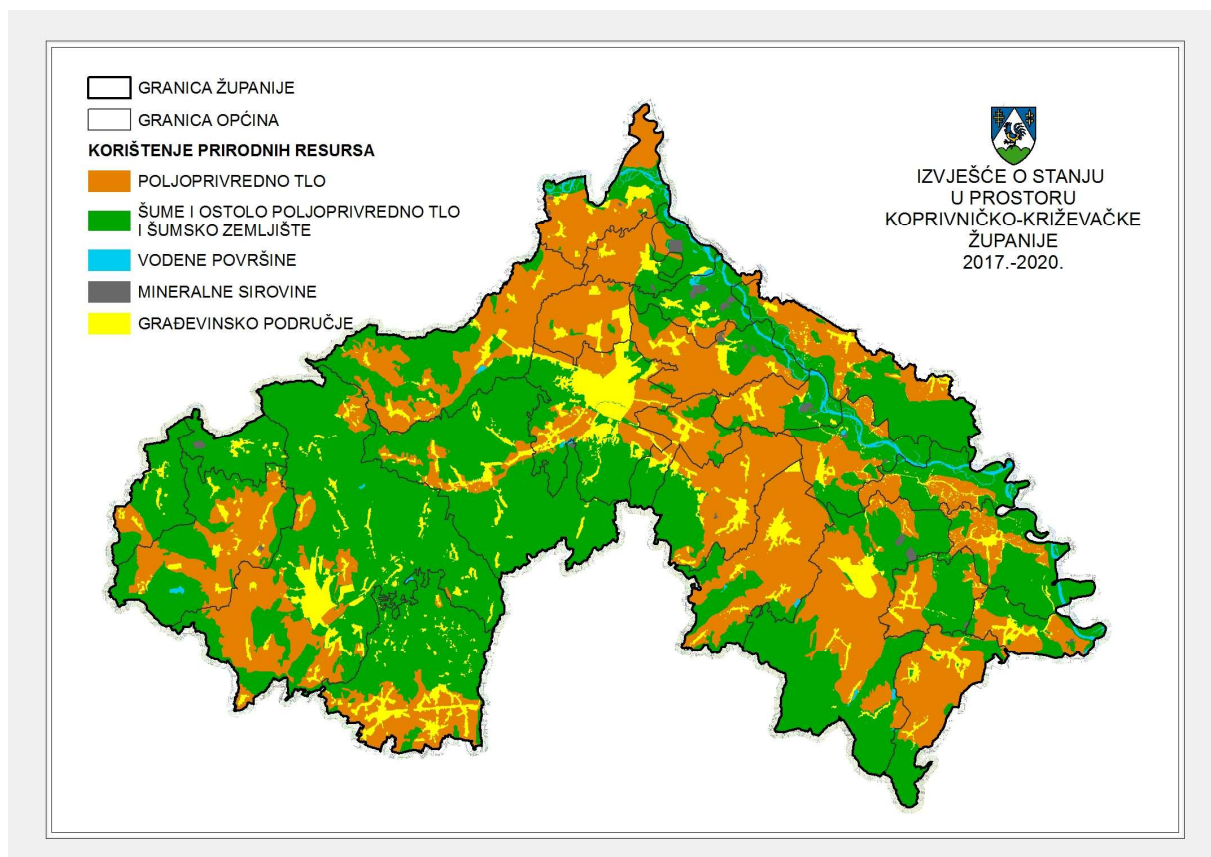 GRANICA ŽUPANIJE
GRANICA OPĆINA
KORIŠTENJE PRIRODNIH RESURSA
POLJOPRIVREDNO TLO
ŠUME I OSTOLO POLJOPRIVREDNO TLO
I ŠUMSKO ZEMLJIŠTE
VODENE POVRŠINE
MINERALNE SIROVINE
GRAĐEVINSKO PODRUČJE
IZVJEŠĆE O STANJU
U PROSTORU
KOPRIVNIČKO-KRIŽEVAČKE
ŽUPANIJE
2017.-2020.